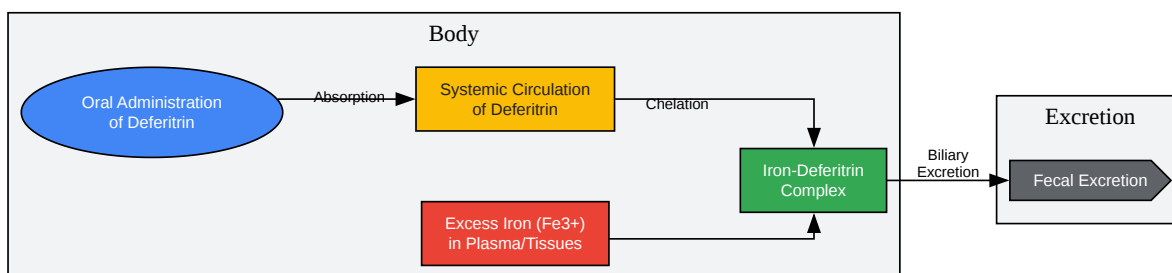 Body
Oral Administration
of Deferitrin
Absorption
Systemic Circulation
of Deferitrin
Chelation
Excess Iron (Fe3+)
in Plasma/Tissues
Iron-Deferitrin
Complex
Biliary
Excretion
Excretion
Fecal Excretion